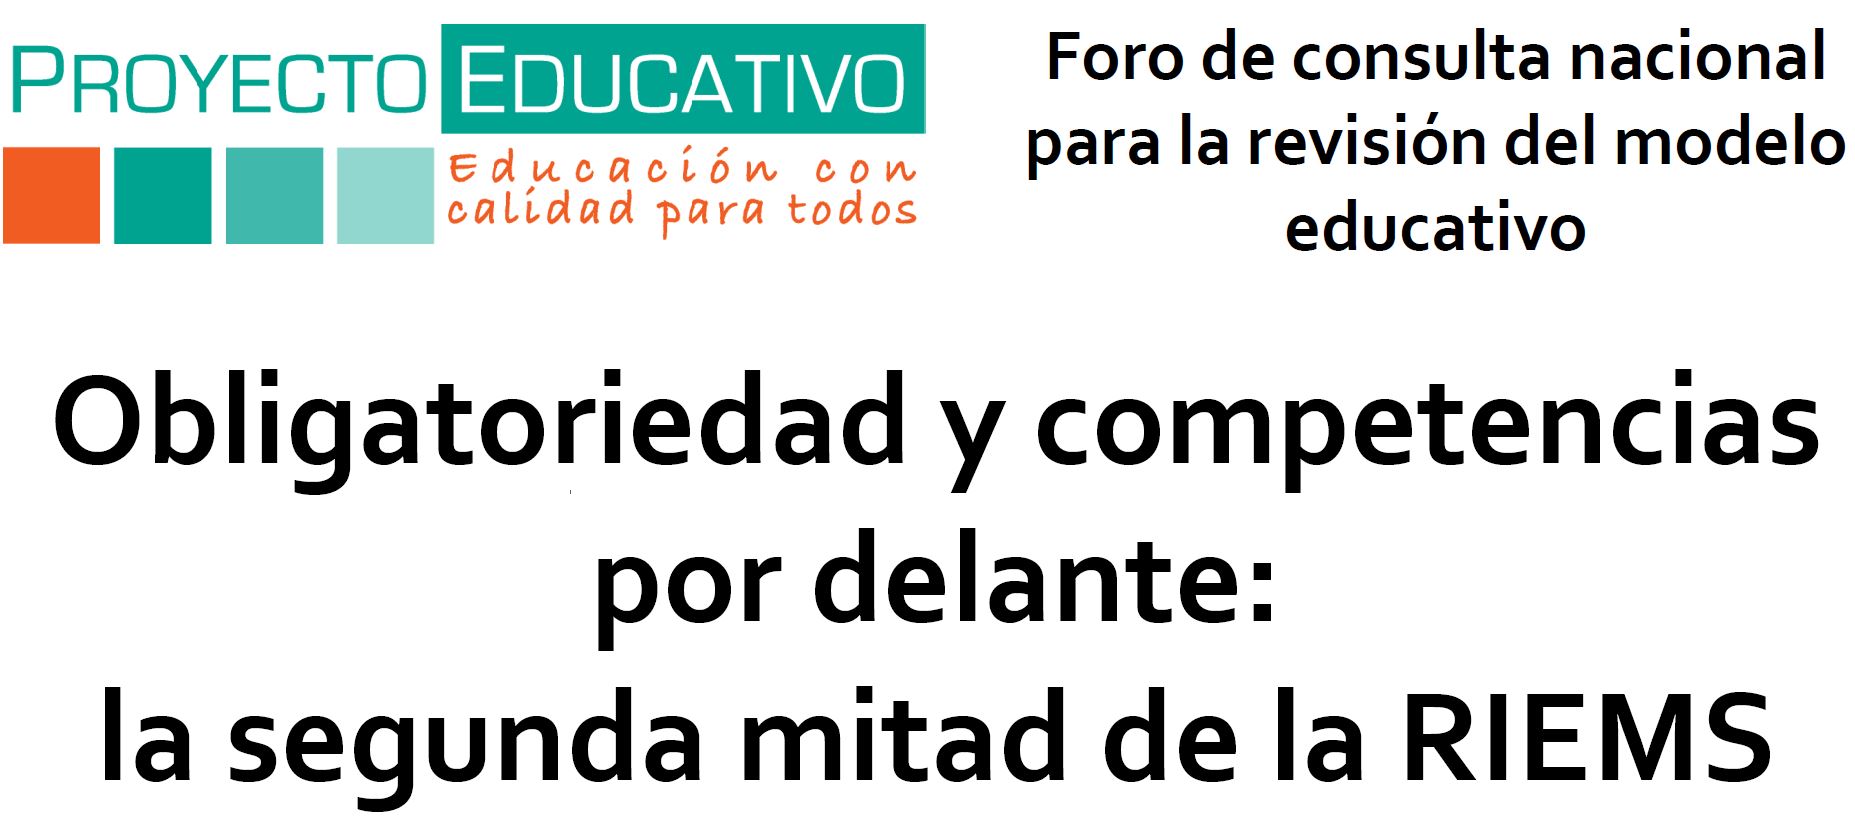 PROYECTO EDUCATIVO
Educación con
calidad para todos
Foro de consulta nacional
para la revisión del modelo
educativo
Obligatoriedad y competencias
por delante:
la segunda mitad de la RIEMS